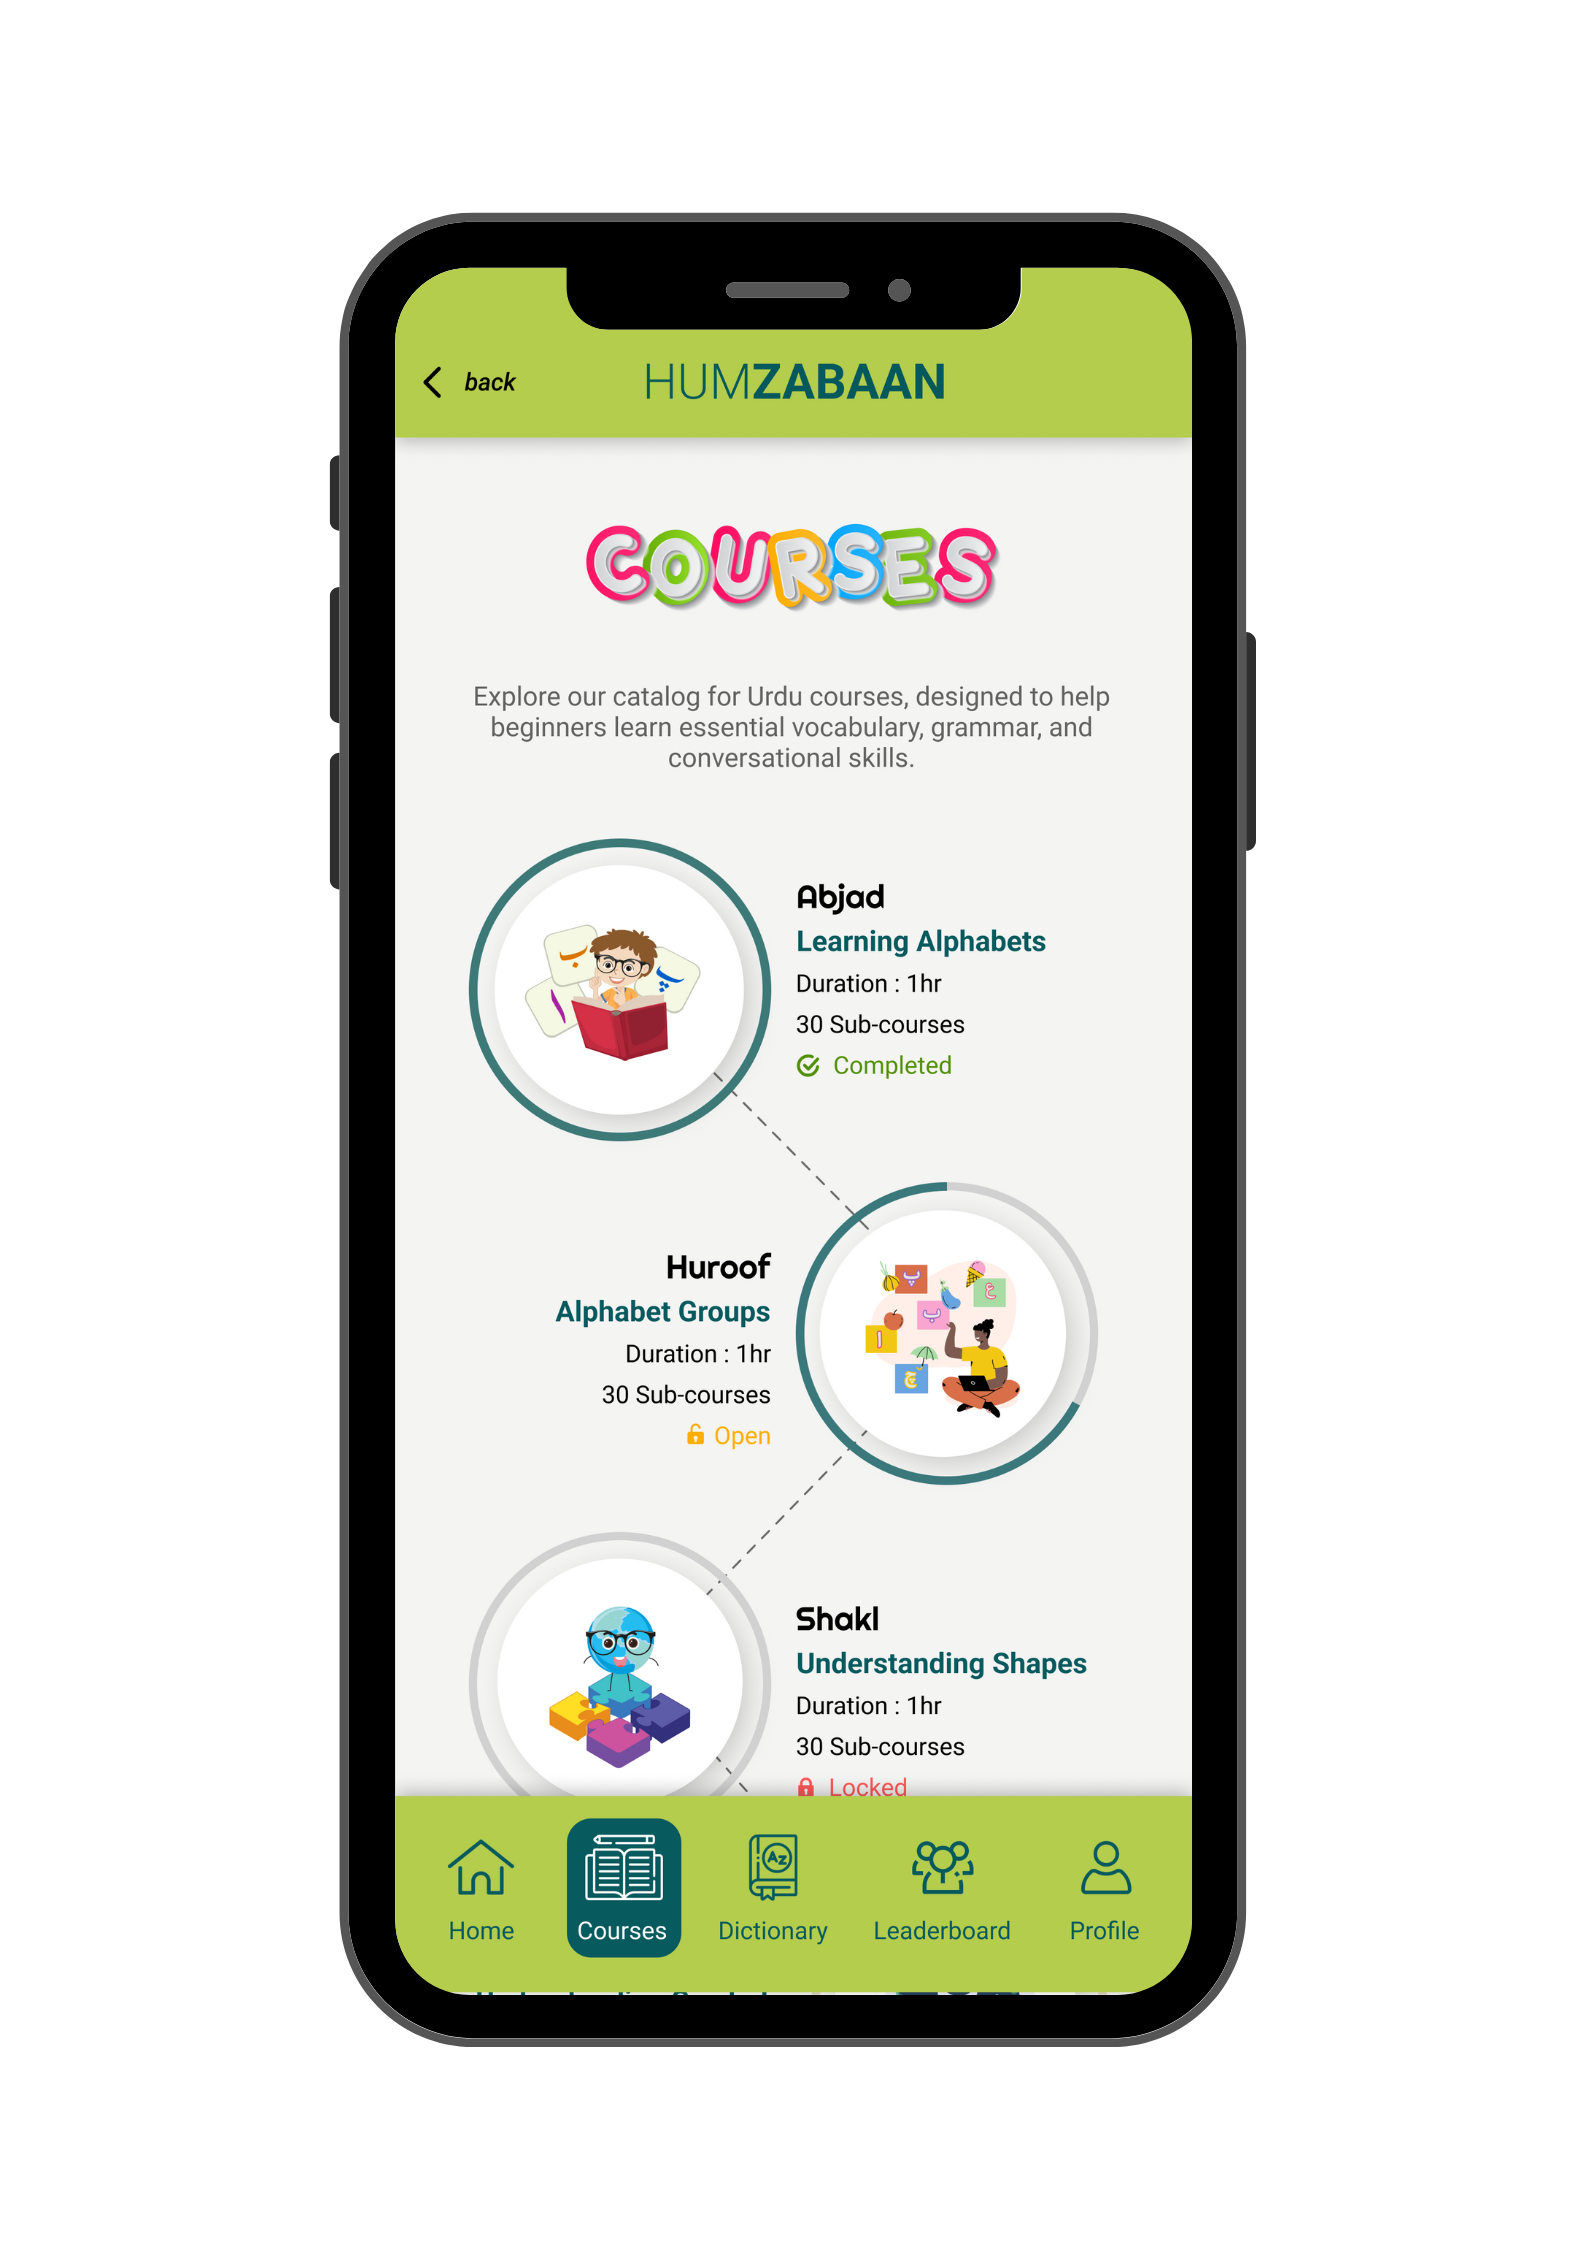 back
HUMZABAAN
COURSES
Explore our catalog for Urdu courses, designed to help
beginners learn essential vocabulary, grammar, and
conversational skills.
ب
پ
ا
Abjad
Learning Alphabets
Duration : 1hr
30 Sub-courses
Completed
Huroof
Alphabet Groups
Duration : 1hr
30 Sub-courses
Open
پ
ع
ب
ا
چ
Shakl
Understanding Shapes
Duration : 1hr
30 Sub-courses
Locked
AZ
Home
Courses
Dictionary
Leaderboard
Profile